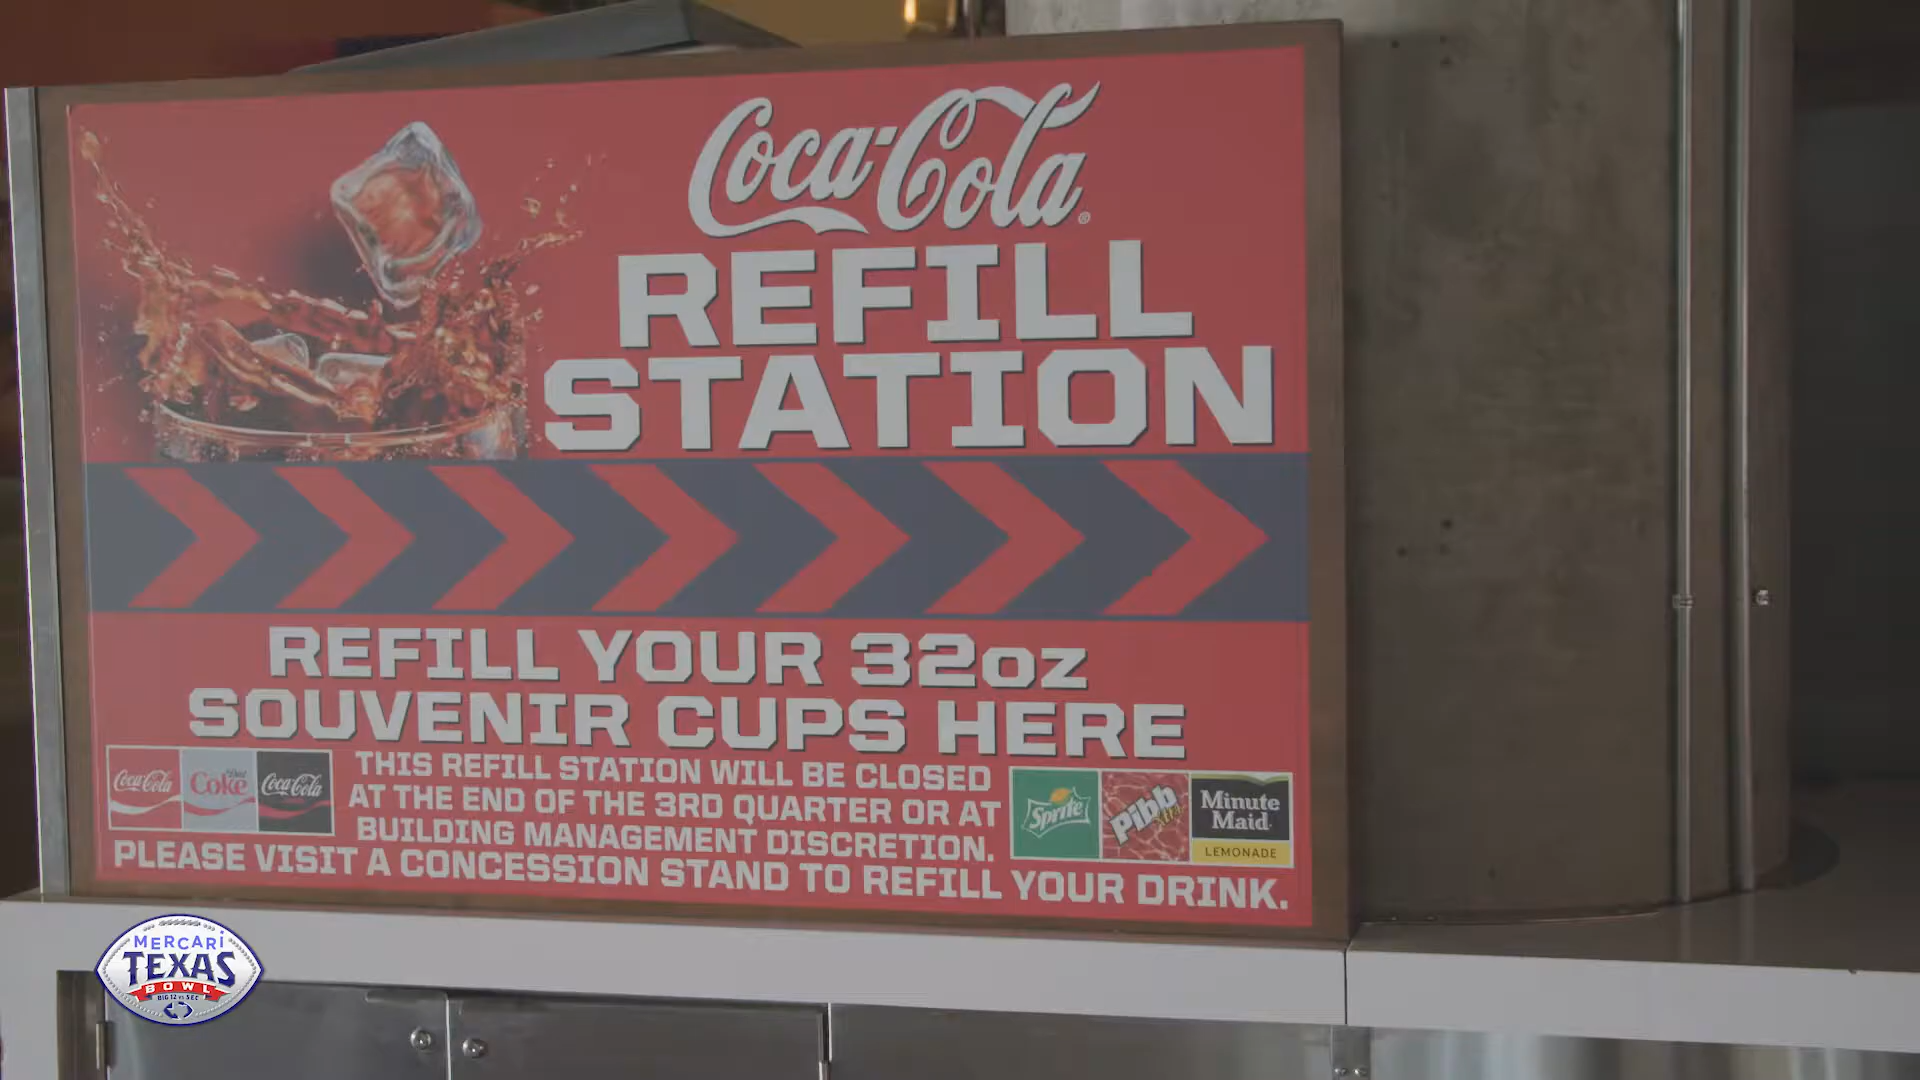 Coca-Cola
REFILL
STATION
REFILL YOUR 32oz
SOUVENIR CUPS HERE
Coca-Cola
Diet
Coke
Coca-Cola
THIS REFILL STATION WILL BE CLOSED
AT THE END OF THE 3RD QUARTER OR AT
BUILDING MANAGEMENT DISCRETION.
PLEASE VISIT A CONCESSION STAND TO REFILL YOUR DRINK.
Sprite
Pibb
Xtra
Minute
Maid
LEMONADE
MERCARI
TEXAS
BOWL
BIG 12 vs SEC